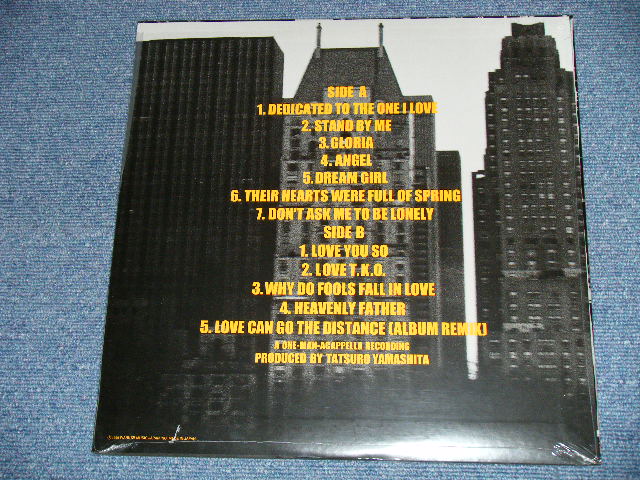 SIDE A
1. DEDICATED TO THE ONE I LOVE
2. STAND BY ME
3. GLORIA
4. ANGEL
5. DREAM GIRL
6. THEIR HEARTS WERE FULL OF SPRING
7. DON'T ASK ME TO BE LONELY
SIDE B
1. LOVE YOU SO
2. LOVE T.K.O.
3. WHY DO FOOLS FALL IN LOVE
4. HEAVENLY FATHER
5. LOVE CAN GO THE DISTANCE (ALBUM REMIX)
A ONE-MAN-ACAPPELLA RECORDING
PRODUCED BY TATSURO YAMASHITA